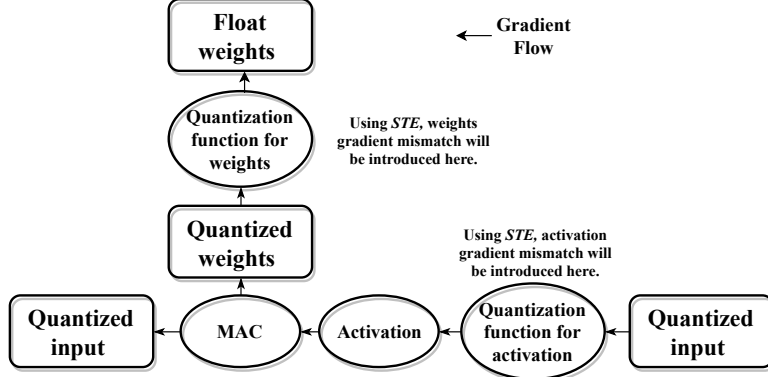 Float
weights
Gradient
Flow
Quantization
function for
weights
Using STE, weights
gradient mismatch will
be introduced here.
Quantized
weights
Using STE, activation
gradient mismatch will
be introduced here.
Quantized
input
MAC
Activation
Quantization
function for
activation
Quantized
input